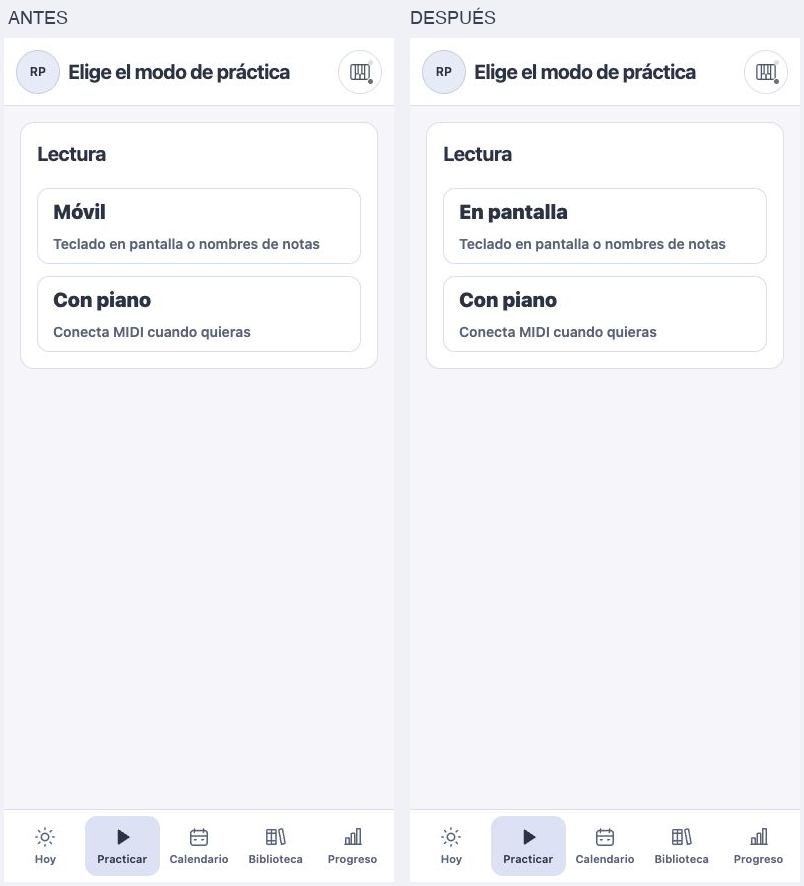 ANTES
RP Elige el modo de práctica
Lectura
Móvil
Teclado en pantalla o nombres de notas
Con piano
Conecta MIDI cuando quieras
Hoy Practicar Calendario Biblioteca Progreso
DESPUÉS
RP Elige el modo de práctica
Lectura
En pantalla
Teclado en pantalla o nombres de notas
Con piano
Conecta MIDI cuando quieras
Hoy Practicar Calendario Biblioteca Progreso